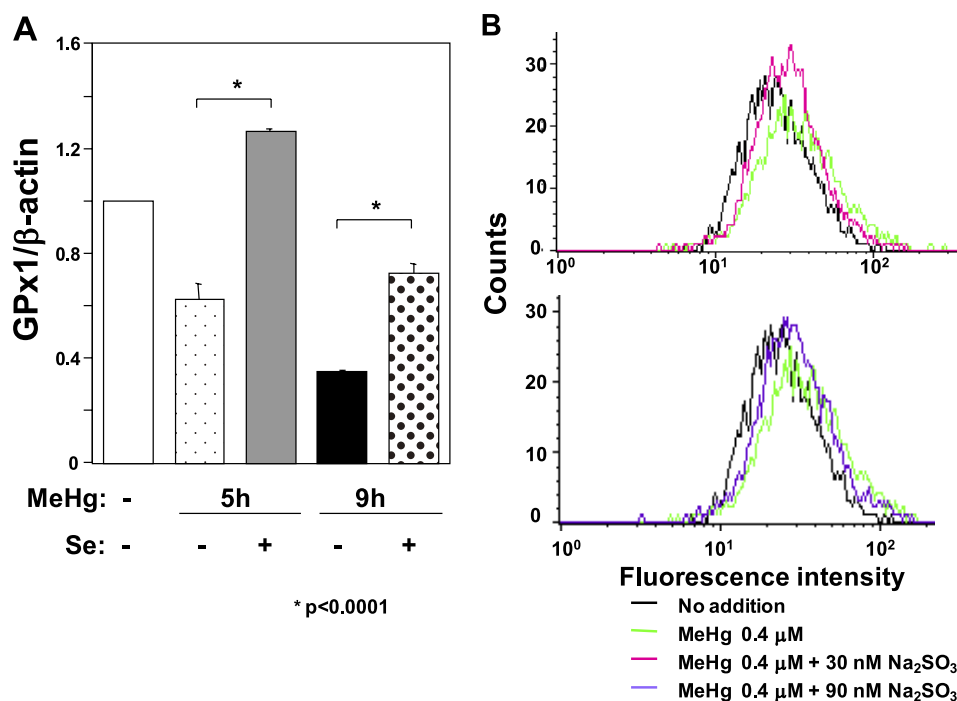 A
GPx1/β-actin
1.6
1.2
0.8
0.4
0
*
*
MeHg: - 5h 9h
Se: - - + - +
* p<0.0001
B
Counts
30
20
10
0
10⁰ 10¹ 10²
30
20
10
0
10⁰ 10¹ 10²
Fluorescence intensity
No addition
MeHg 0.4 μM
MeHg 0.4 μM + 30 nM Na₂SO₃
MeHg 0.4 μM + 90 nM Na₂SO₃